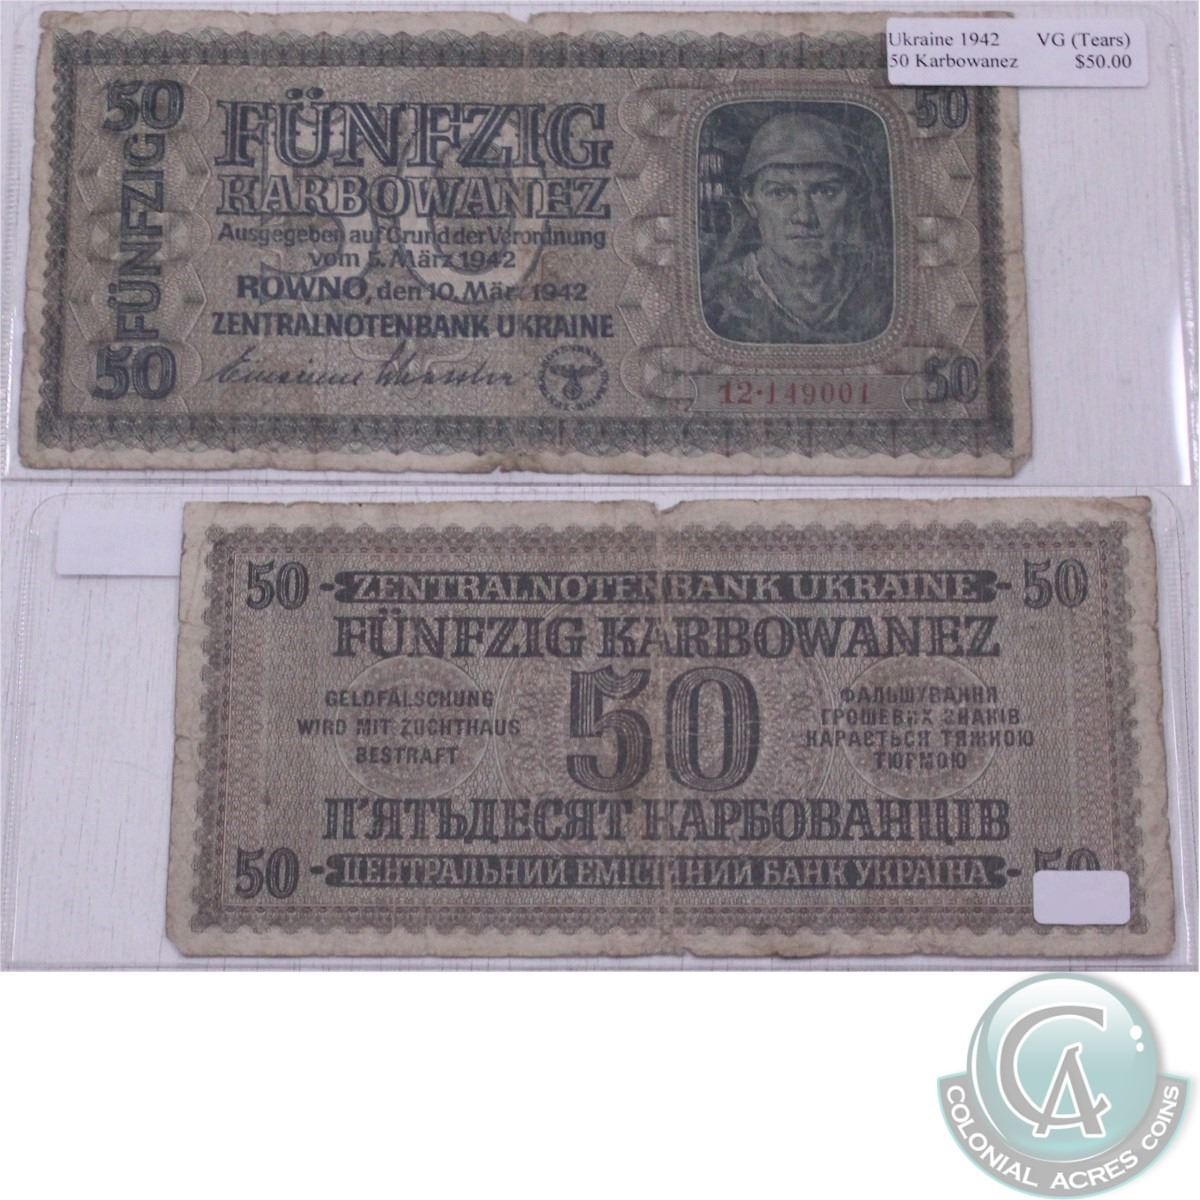 Ukraine 1942 VG (Tears)
50 Karbowanez $50.00
50 50
FÜNFZIG
FÜNFZIG
KARBOWANEZ
Ausgegeben auf Grund der Verordnung
vom 5. März 1942
ROWNO, den 10. März 1942
ZENTRALNOTENBANK UKRAINE
50 50
12·149001
50 - ZENTRALNOTENBANK UKRAINE - 50
FÜNFZIG KARBOWANEZ
GELDFÄLSCHUNG
WIRD MIT ZUCHTHAUS
BESTRAFT
50
ФАЛЬШУВАННЯ
ГРОШЕВИХ ЗНАКІВ
КАРАЄТЬСЯ ТЯЖКОЮ
ТЮРМОЮ
П'ЯТЬДЕСЯТ КАРБОВАНЦІВ
50 - ЦЕНТРАЛЬНИЙ ЕМІСІЙНИЙ БАНК УКРАЇНА - 50
CA
COLONIAL ACRES COINS